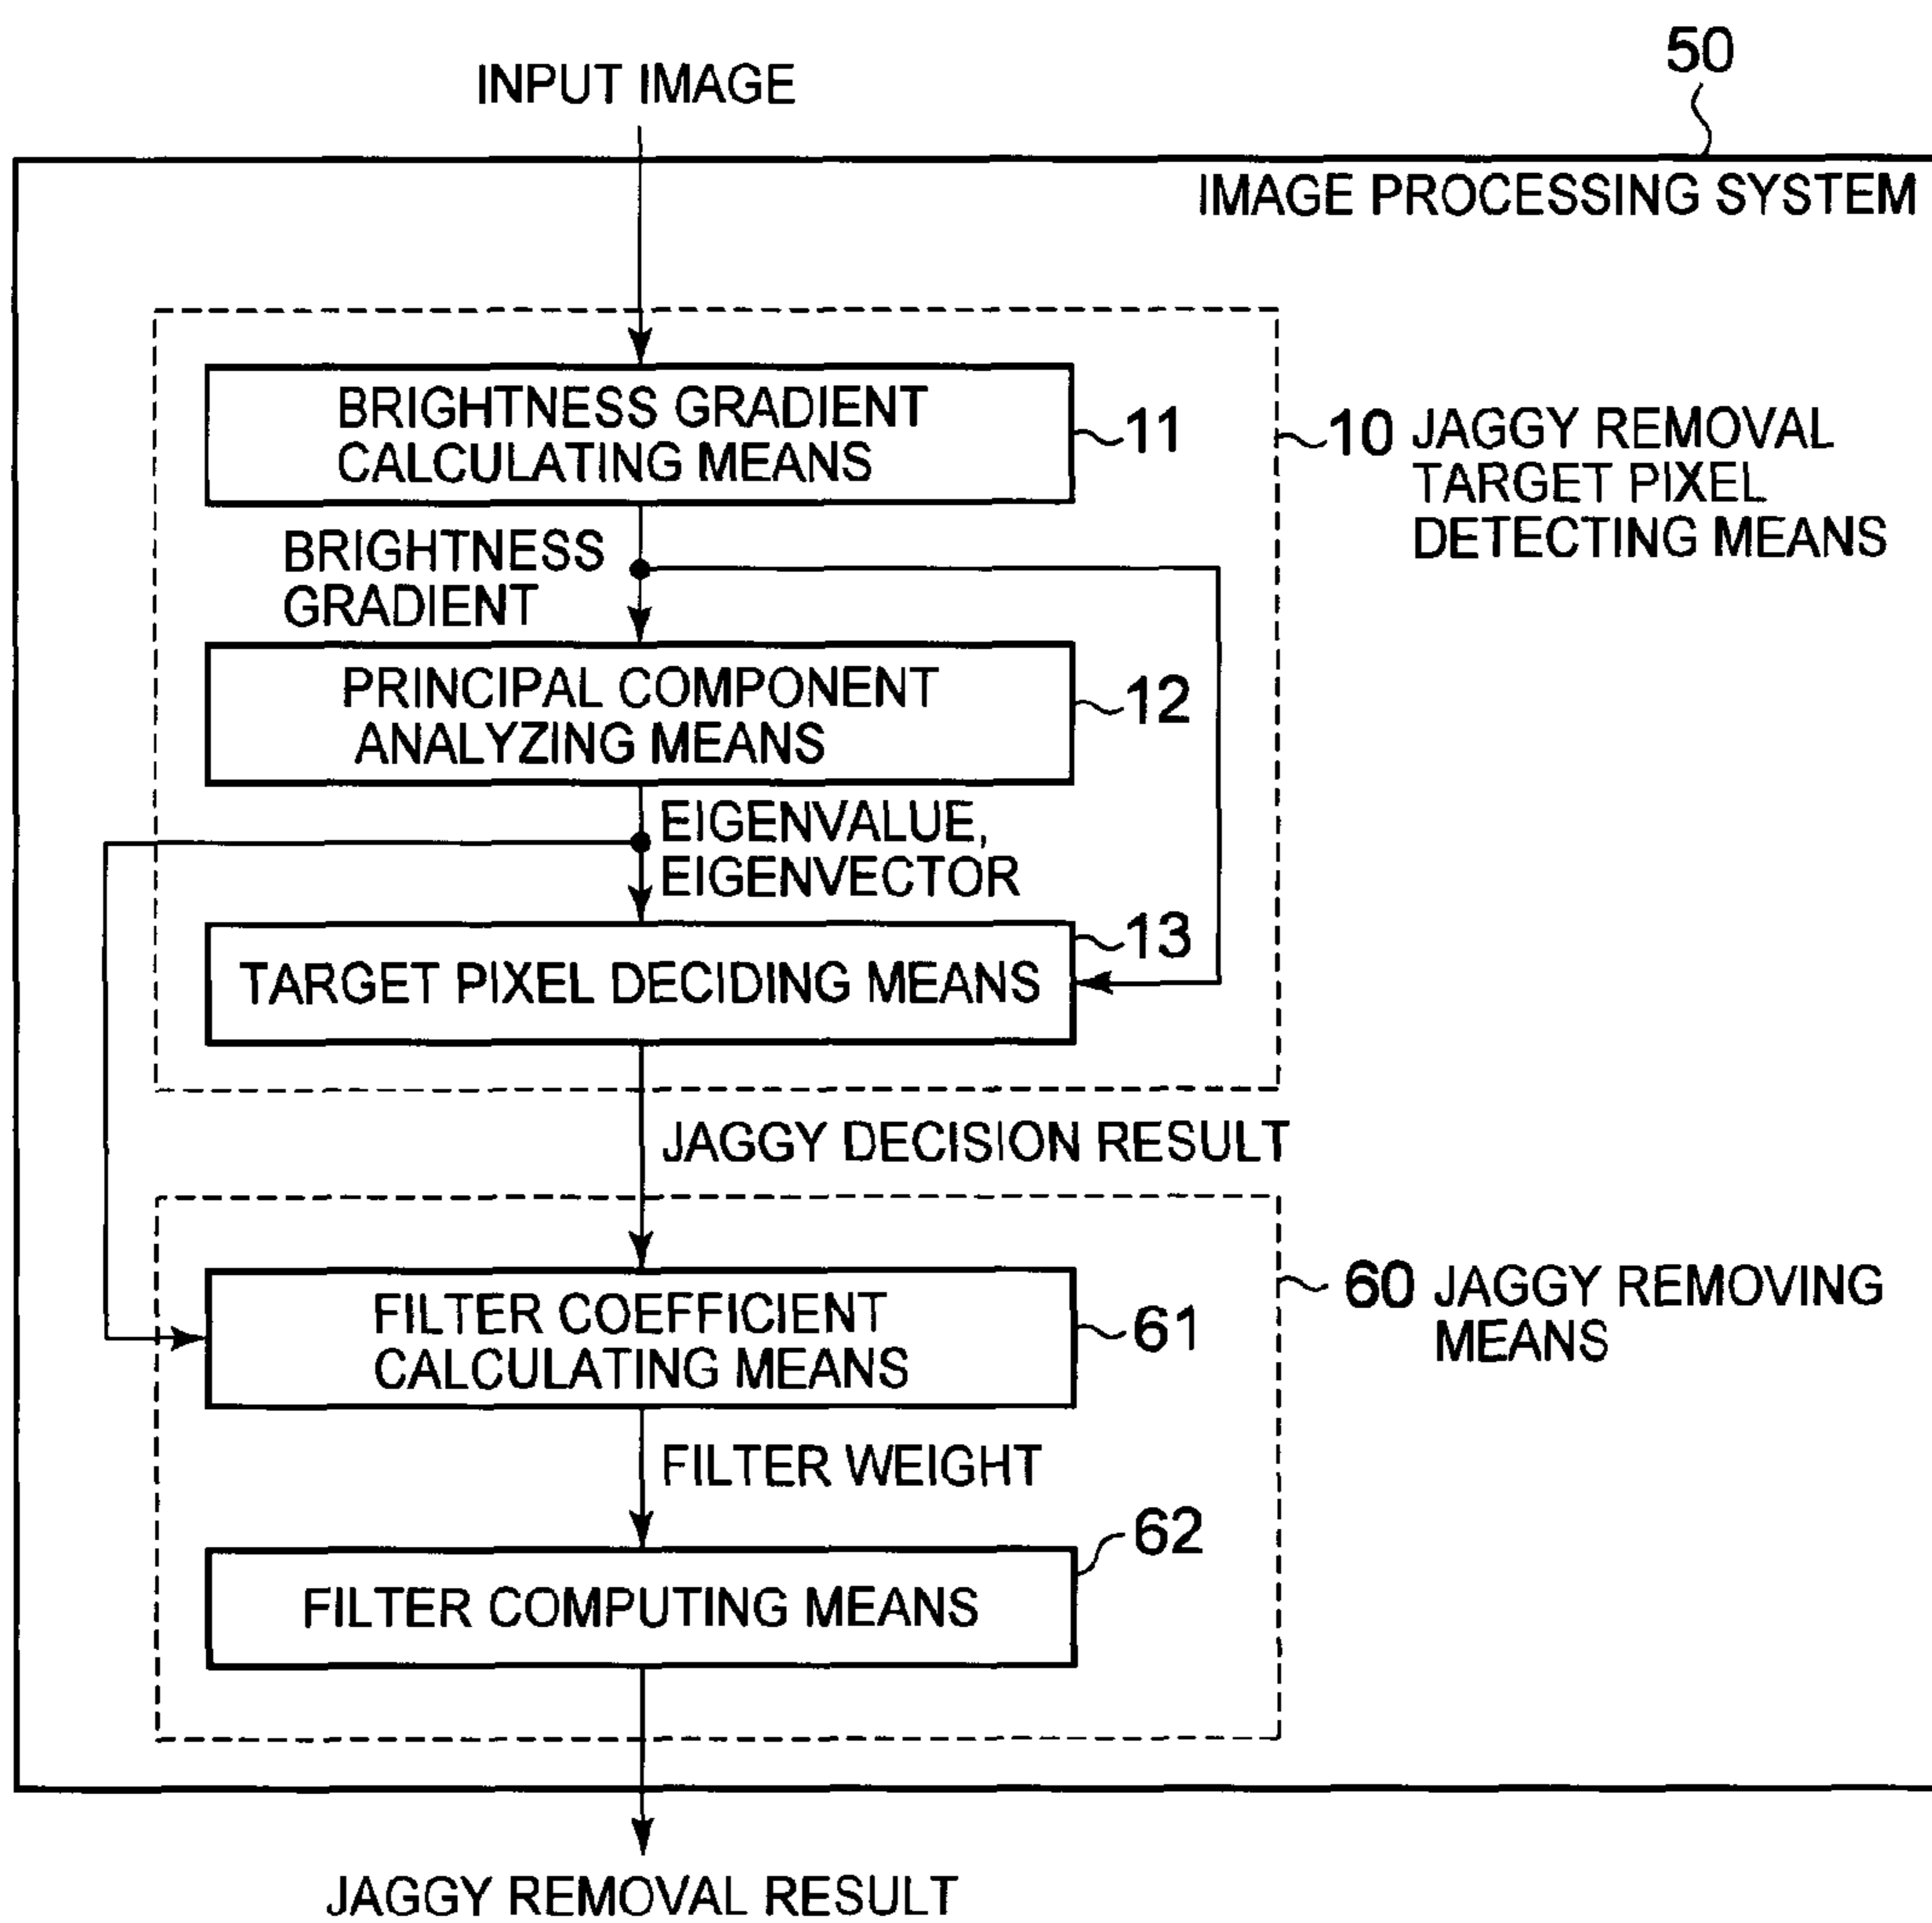 50
INPUT IMAGE
IMAGE PROCESSING SYSTEM
BRIGHTNESS GRADIENT
CALCULATING MEANS
11
10 JAGGY REMOVAL
TARGET PIXEL
DETECTING MEANS
BRIGHTNESS
GRADIENT
PRINCIPAL COMPONENT
ANALYZING MEANS
12
EIGENVALUE,
EIGENVECTOR
13
TARGET PIXEL DECIDING MEANS
JAGGY DECISION RESULT
FILTER COEFFICIENT
CALCULATING MEANS
61
60 JAGGY REMOVING
MEANS
FILTER WEIGHT
62
FILTER COMPUTING MEANS
JAGGY REMOVAL RESULT